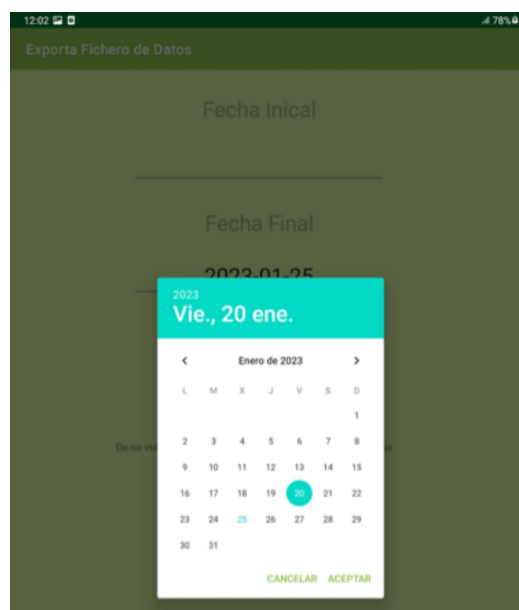 12:02
78%
Exporta Fichero de Datos
Fecha Inical
Fecha Final
2023-01-25
2023
Vie., 20 ene.
Enero de 2023
L M X J V S D
1
2 3 4 5 6 7 8
9 10 11 12 13 14 15
16 17 18 19 20 21 22
23 24 25 26 27 28 29
30 31
De no
CANCELAR ACEPTAR